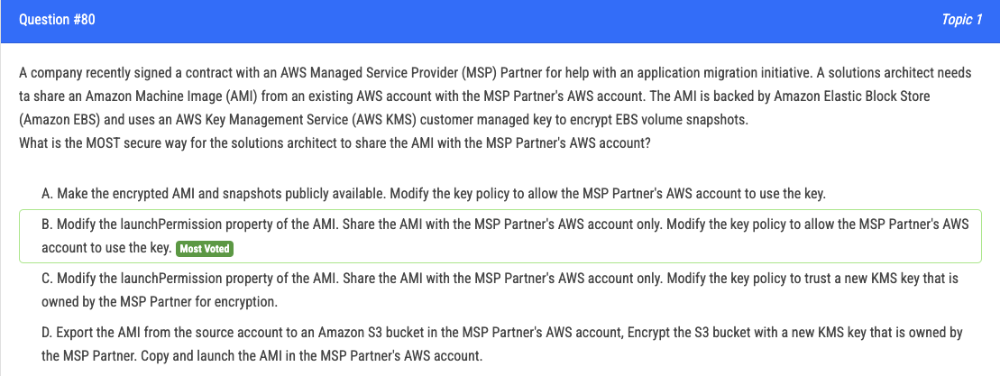 Question #80
Topic 1
A company recently signed a contract with an AWS Managed Service Provider (MSP) Partner for help with an application migration initiative. A solutions architect needs
ta share an Amazon Machine Image (AMI) from an existing AWS account with the MSP Partner's AWS account. The AMI is backed by Amazon Elastic Block Store
(Amazon EBS) and uses an AWS Key Management Service (AWS KMS) customer managed key to encrypt EBS volume snapshots.
What is the MOST secure way for the solutions architect to share the AMI with the MSP Partner's AWS account?
A. Make the encrypted AMI and snapshots publicly available. Modify the key policy to allow the MSP Partner's AWS account to use the key.
B. Modify the launchPermission property of the AMI. Share the AMI with the MSP Partner's AWS account only. Modify the key policy to allow the MSP Partner's AWS
account to use the key. Most Voted
C. Modify the launchPermission property of the AMI. Share the AMI with the MSP Partner's AWS account only. Modify the key policy to trust a new KMS key that is
owned by the MSP Partner for encryption.
D. Export the AMI from the source account to an Amazon S3 bucket in the MSP Partner's AWS account, Encrypt the S3 bucket with a new KMS key that is owned by
the MSP Partner. Copy and launch the AMI in the MSP Partner's AWS account.